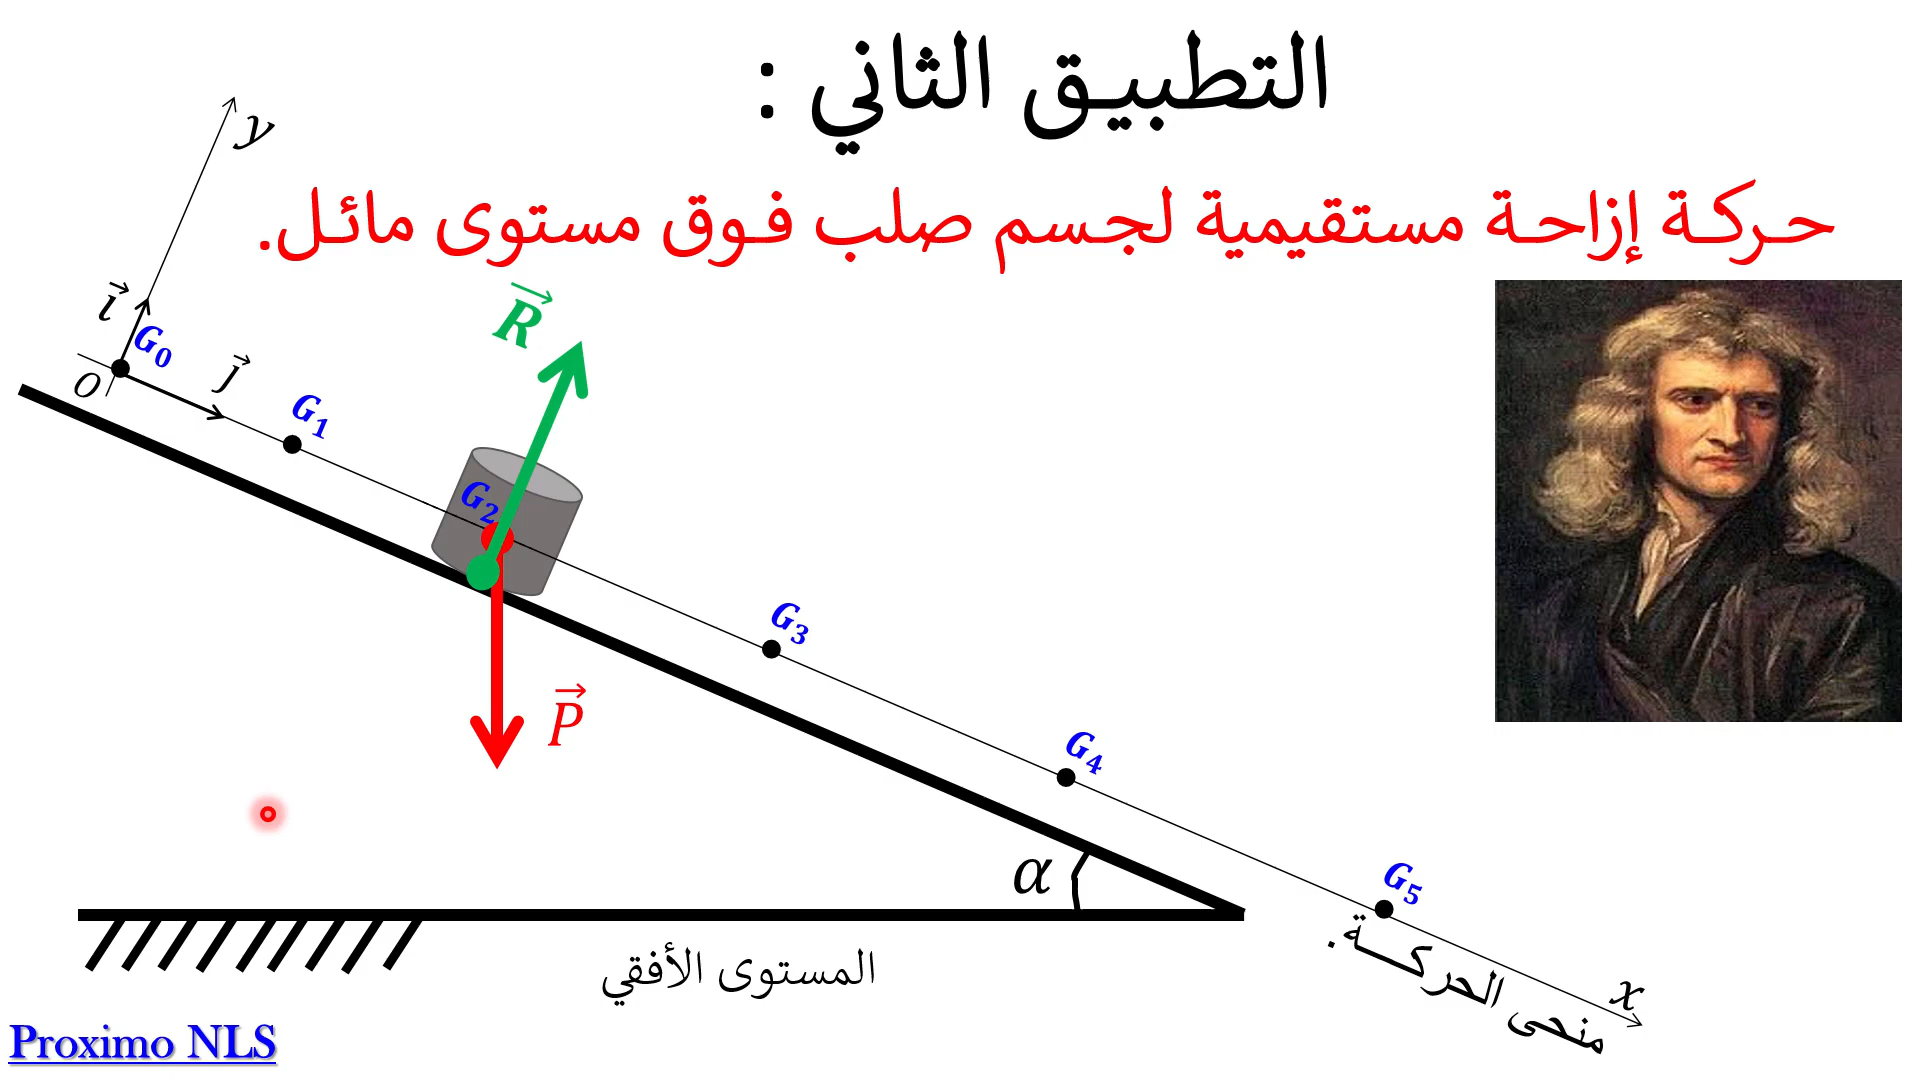 التطبيق الثاني :
حركة إزاحة مستقيمية لجسم صلب فوق مستوى مائل.
y
i⃗
G₀
j⃗
O
G₁
R⃗
G₂
G₃
P⃗
G₄
α
G₅
منحى الحركة.
x
المستوى الأفقي
Proximo NLS